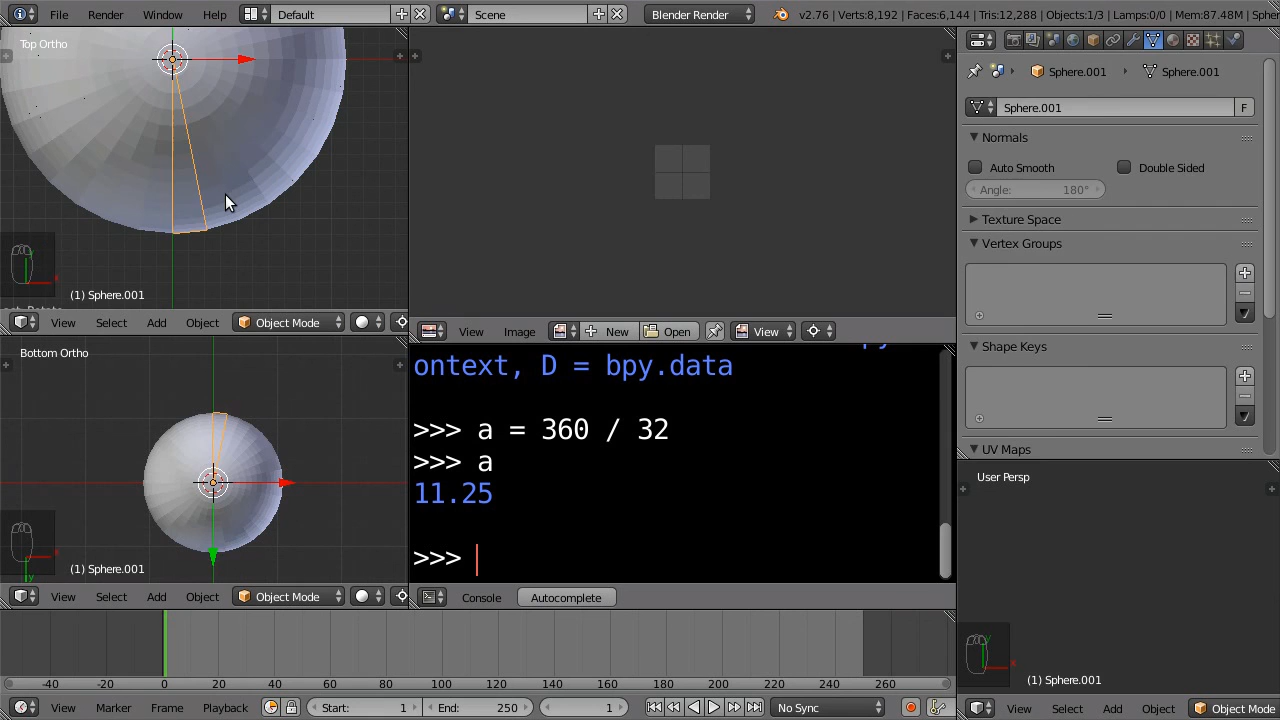 File Render Window Help Default Scene Blender Render v2.76 | Verts:8,192 | Faces:6,144 | Tris:12,288 | Objects:1/3 | Lamps:0/0 | Mem:87.48M | Sphe
Top Ortho
(1) Sphere.001
View Select Add Object Object Mode
Bottom Ortho
(1) Sphere.001
View Select Add Object Object Mode
View Image New Open View
ontext, D = bpy.data
>>> a = 360 / 32
>>> a
11.25
>>>
Console Autocomplete
Sphere.001 Sphere.001
Sphere.001 F
Normals
Auto Smooth Double Sided
Angle: 180°
Texture Space
Vertex Groups
Shape Keys
UV Maps
User Persp
(1) Sphere.001
View Select Add Object Object Mode
-40 -20 0 20 40 60 80 100 120 140 160 180 200 220 240 260
View Marker Frame Playback Start: 1 End: 250 1 No Sync